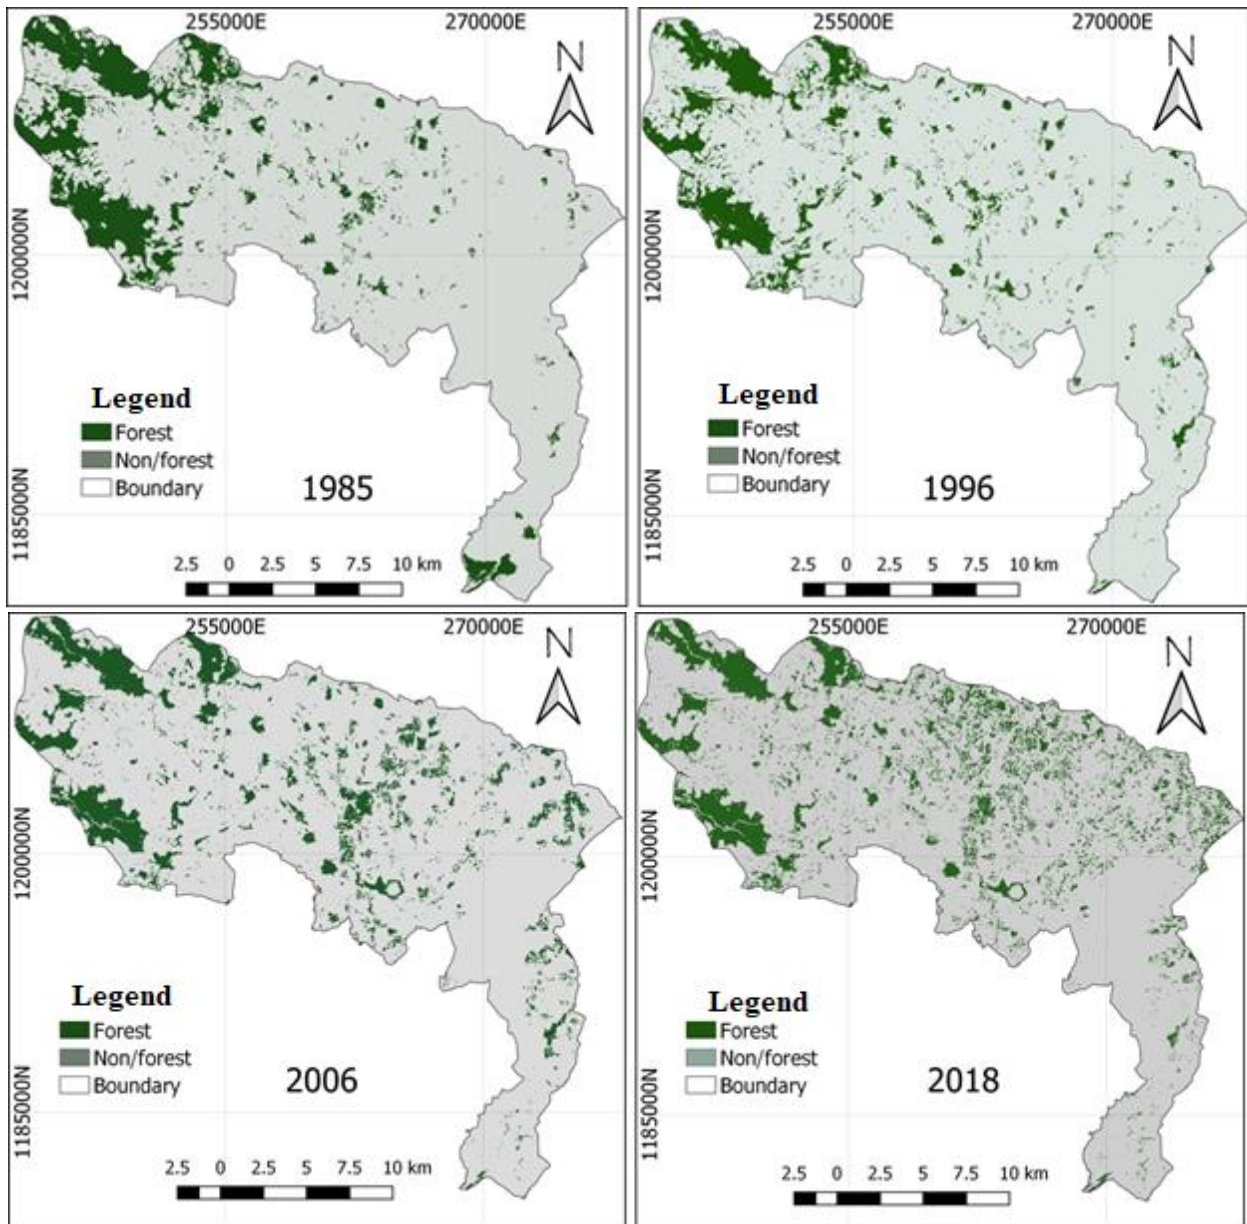 255000E 270000E
N
1200000N
Legend
Forest
Non/forest
Boundary
1985
1185000N
2.5 0 2.5 5 7.5 10 km
255000E 270000E
N
1200000N
Legend
Forest
Non/forest
Boundary
1996
1185000N
2.5 0 2.5 5 7.5 10 km
255000E 270000E
N
1200000N
Legend
Forest
Non/forest
Boundary
2006
1185000N
2.5 0 2.5 5 7.5 10 km
255000E 270000E
N
1200000N
Legend
Forest
Non/forest
Boundary
2018
1185000N
2.5 0 2.5 5 7.5 10 km